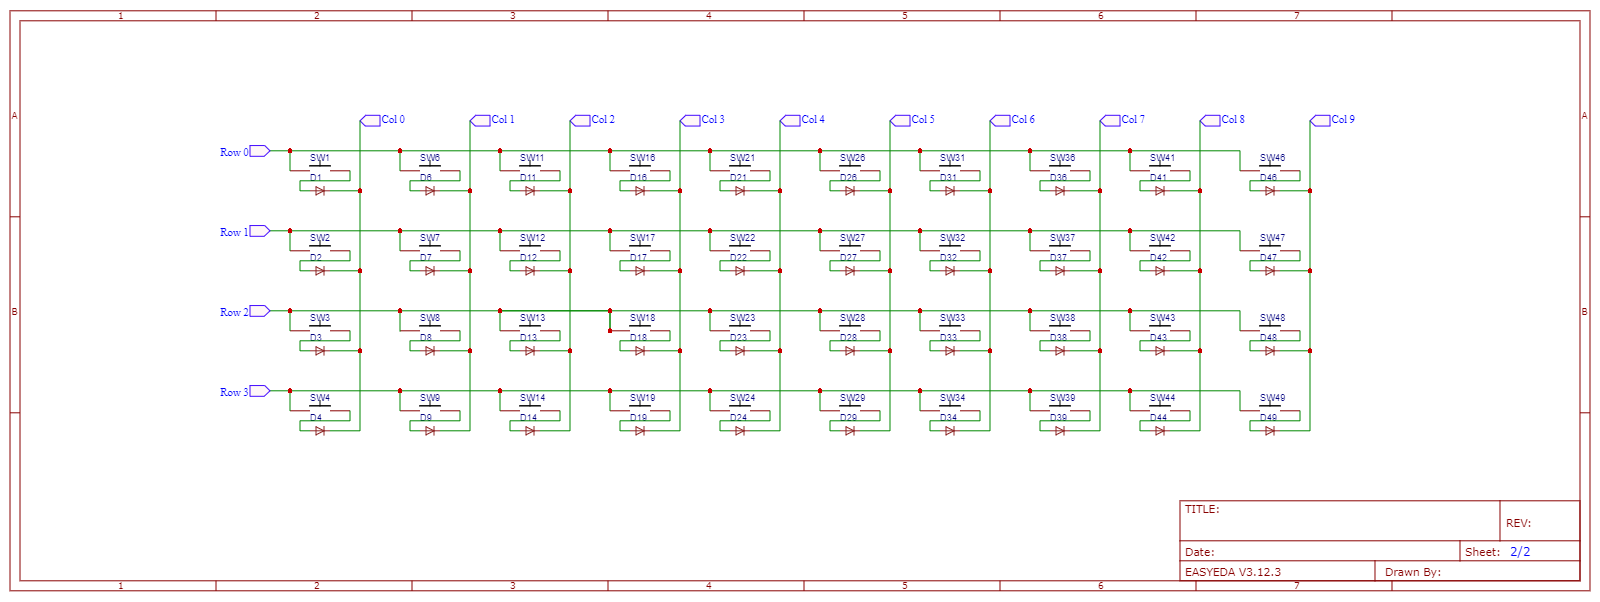 1 2 3 4 5 6 7
A A
Col 0 Col 1 Col 2 Col 3 Col 4 Col 5 Col 6 Col 7 Col 8 Col 9
Row 0
SW1 SW6 SW11 SW16 SW21 SW26 SW31 SW36 SW41 SW46
D1 D6 D11 D16 D21 D26 D31 D36 D41 D46
Row 1
SW2 SW7 SW12 SW17 SW22 SW27 SW32 SW37 SW42 SW47
D2 D7 D12 D17 D22 D27 D32 D37 D42 D47
B B
Row 2
SW3 SW8 SW13 SW18 SW23 SW28 SW33 SW38 SW43 SW48
D3 D8 D13 D18 D23 D28 D33 D38 D43 D48
Row 3
SW4 SW9 SW14 SW19 SW24 SW29 SW34 SW39 SW44 SW49
D4 D9 D14 D19 D24 D29 D34 D39 D44 D49
TITLE:
REV:
Date:
Sheet: 2/2
EASYEDA V3.12.3
Drawn By:
1 2 3 4 5 6 7